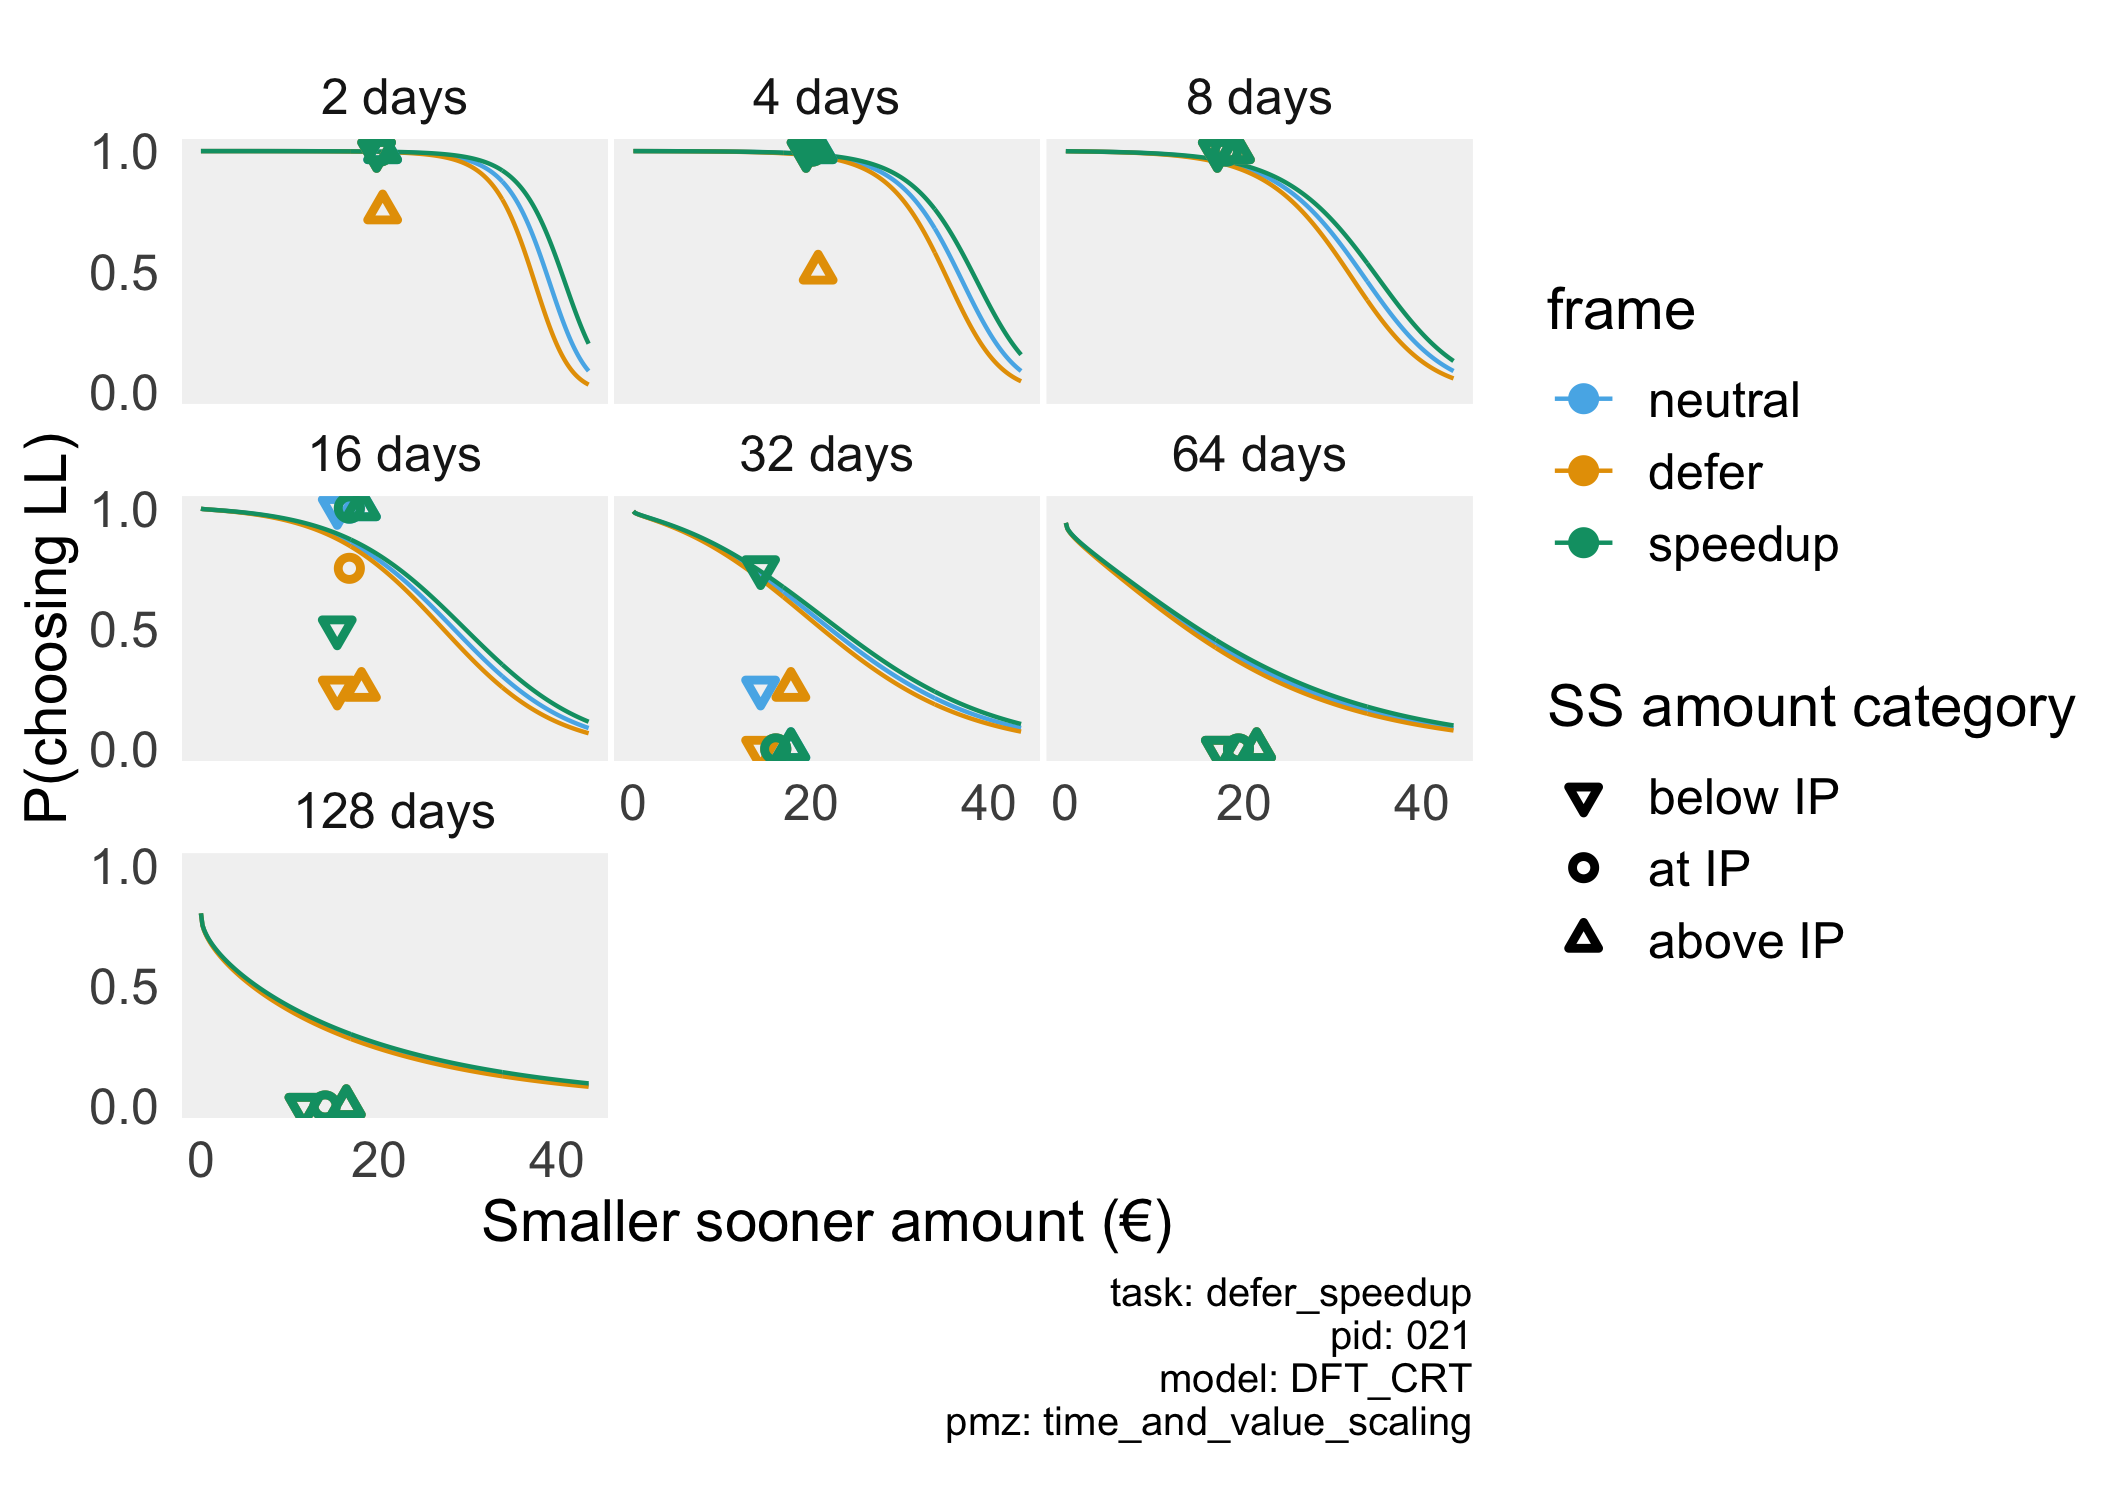 2 days
4 days
8 days
1.0
0.5
0.0
16 days
32 days
64 days
1.0
0.5
0.0
0 20 40
0 20 40
128 days
1.0
0.5
0.0
0 20 40
P(choosing LL)
Smaller sooner amount (€)
frame
neutral
defer
speedup
SS amount category
below IP
at IP
above IP
task: defer_speedup
pid: 021
model: DFT_CRT
pmz: time_and_value_scaling